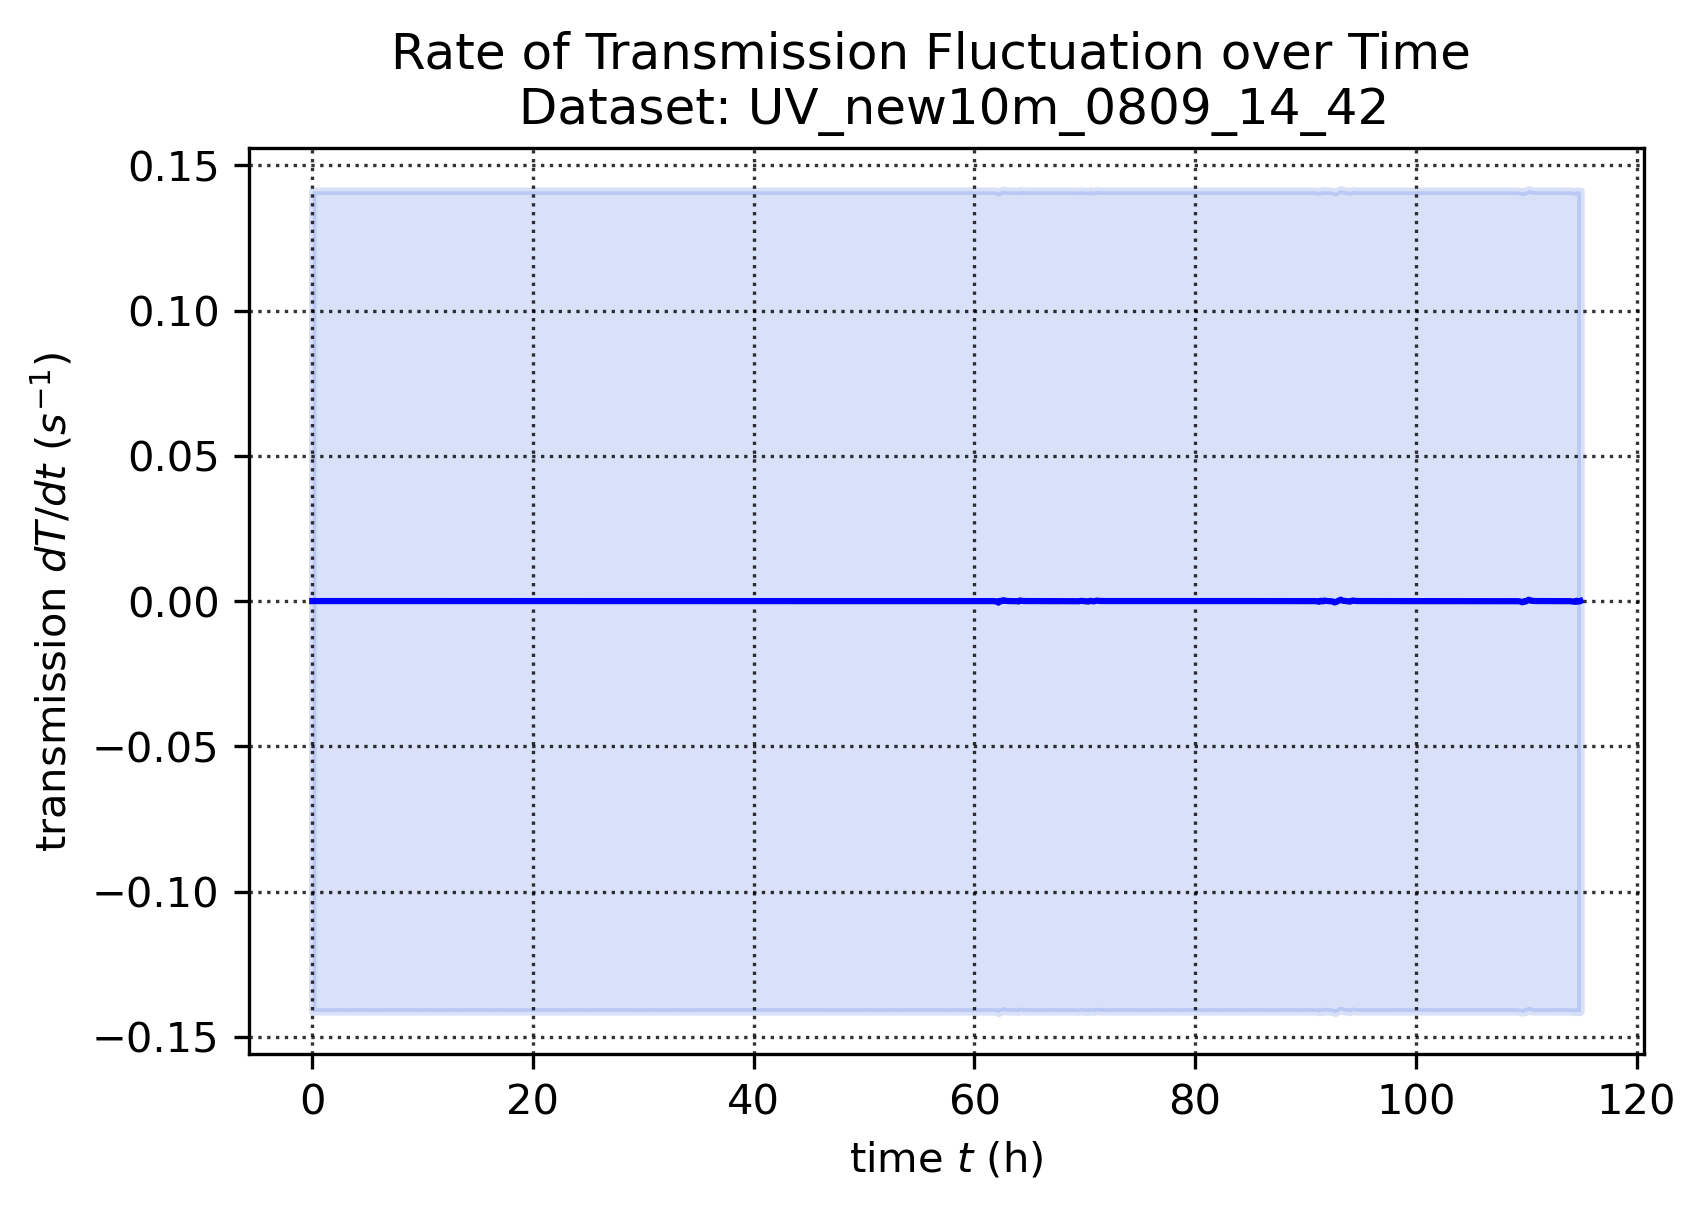 Rate of Transmission Fluctuation over Time
Dataset: UV_new10m_0809_14_42
0.15
0.10
0.05
0.00
−0.05
−0.10
−0.15
transmission dT/dt (s⁻¹)
0 20 40 60 80 100 120
time t (h)